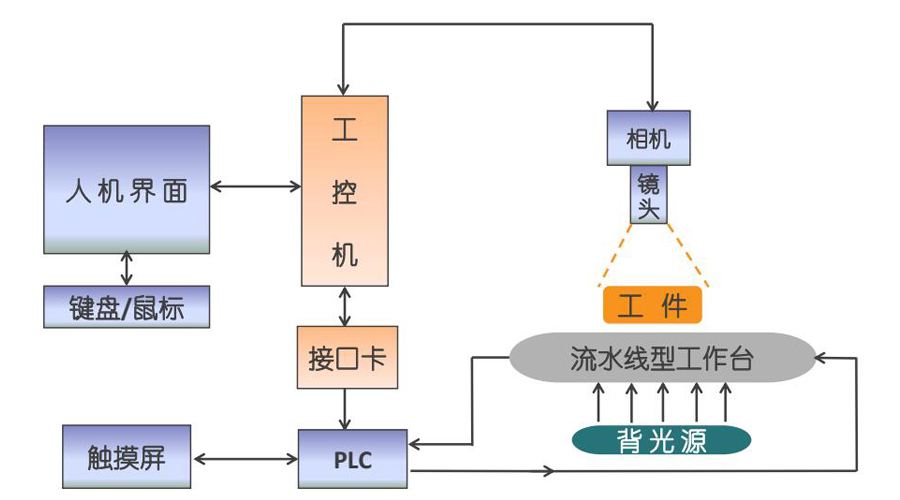 相机
工控机
镜头
人机界面
工 件
键盘/鼠标
接口卡
流水线型工作台
背光源
触摸屏
PLC